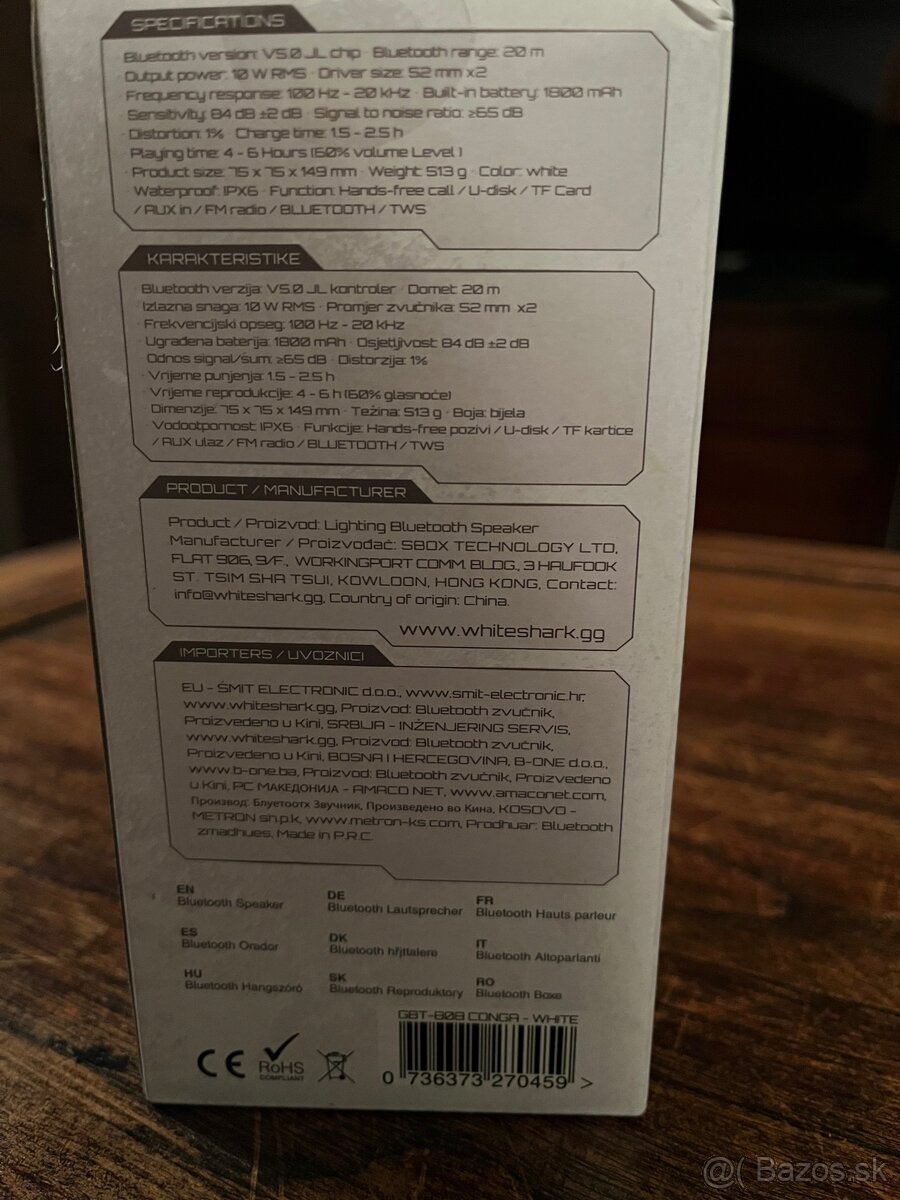 SPECIFICATIONS
Bluetooth version: V5.0 JL chip · Bluetooth range: 20 m
Output power: 10 W RMS · Driver size: 52 mm x2
Frequency response: 100 Hz - 20 kHz · Built-in battery: 1800 mAh
Sensitivity: 84 dB ±2 dB · Signal to noise ratio: ≥65 dB
· Distortion: 1% · Charge time: 1.5 - 2.5 h
Playing time: 4 - 6 Hours (60% volume Level )
· Product size: 75 x 75 x 149 mm · Weight: 513 g · Color: white
· Waterproof: IPX6 · Function: Hands-free call / U-disk / TF Card
/ AUX in / FM radio / BLUETOOTH / TWS
KARAKTERISTIKE
Bluetooth verzija: V5.0 JL kontroler · Domet: 20 m
Izlazna snaga: 10 W RMS · Promjer zvučnika: 52 mm x2
· Frekvencijski opseg: 100 Hz - 20 kHz
· Ugrađena baterija: 1800 mAh · Osjetljivost: 84 dB ±2 dB
Odnos signal/šum: ≥65 dB · Distorzija: 1%
· Vrijeme punjenja: 1.5 - 2.5 h
· Vrijeme reprodukcije: 4 - 6 h (60% glasnoće)
Dimenzije: 75 x 75 x 149 mm · Težina: 513 g · Boja: bijela
Vodootpornost: IPX6 · Funkcije: Hands-free pozivi / U-disk / TF kartice
/ AUX ulaz / FM radio / BLUETOOTH / TWS
PRODUCT / MANUFACTURER
Product / Proizvod: Lighting Bluetooth Speaker
Manufacturer / Proizvođač: SBOX TECHNOLOGY LTD,
FLAT 906, 9/F., WORKINGPORT COMM. BLDG., 3 HAUFOOK
ST. TSIM SHA TSUI, KOWLOON, HONG KONG, Contact:
info@whiteshark.gg, Country of origin: China.
www.whiteshark.gg
IMPORTERS / UVOZNICI
EU - ŚMIT ELECTRONIC d.o.o., www.smit-electronic.hr,
www.whiteshark.gg, Proizvod: Bluetooth zvučnik,
Proizvedeno u Kini, SRBIJA - INŽENJERING SERVIS,
www.whiteshark.gg, Proizvod: Bluetooth zvučnik,
Proizvedeno u Kini, BOSNA I HERCEGOVINA, B-ONE d.o.o.,
www.b-one.ba, Proizvod: Bluetooth zvučnik, Proizvedeno
u Kini, PC МАКЕДОНИЈА - AMACO NET, www.amaconet.com,
Производ: Блуетоотх Звучник, Произведено во Кина, KOSOVO -
METRON sh.p.k, www.metron-ks.com, Prodhuar: Bluetooth
zmadhues, Made in P.R.C.
EN
Bluetooth Speaker
DE
Bluetooth Lautsprecher
FR
Bluetooth Hauts parleur
ES
Bluetooth Orador
DK
Bluetooth hřjttalere
IT
Bluetooth Altoparlanti
HU
Bluetooth Hangszóró
SK
Bluetooth Reproduktory
RO
Bluetooth Boxe
GBT-808 CONGA - WHITE
CE
RoHS
COMPLIANT
0 736373 270459 >
@( Bazos.sk